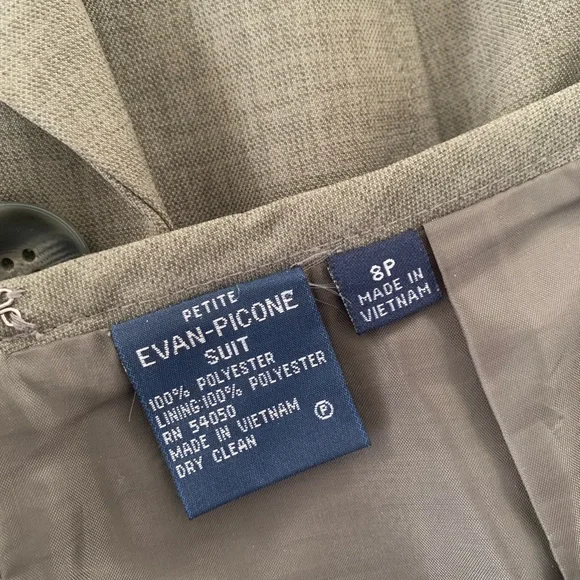 PETITE
EVAN-PICONE
SUIT
100% POLYESTER
LINING:100% POLYESTER
RN 54050
MADE IN VIETNAM Ⓟ
DRY CLEAN
8P
MADE IN
VIETNAM